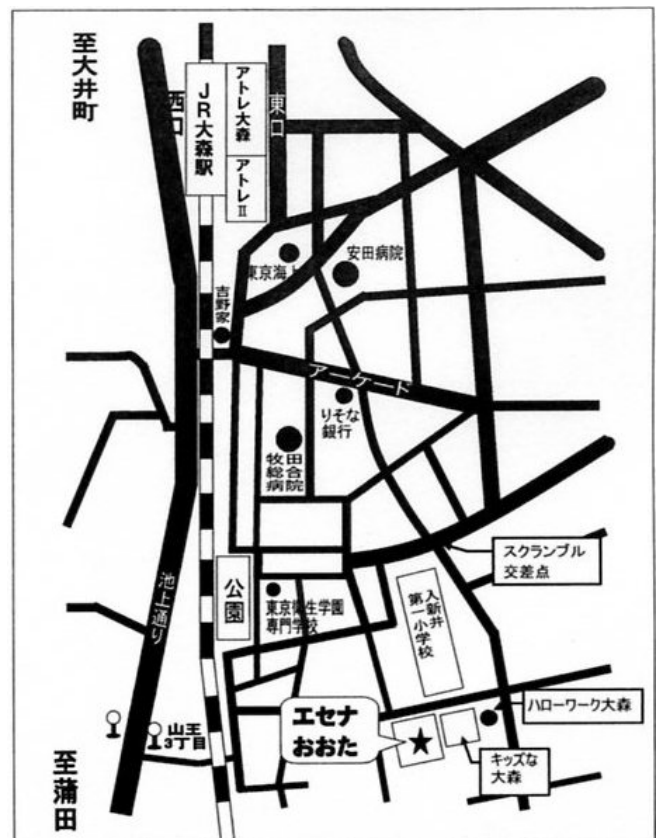 至大井町
西口
JR大森駅
アトレ大森
アトレⅡ
東口
東京海上
安田病院
吉野家
アーケード
りそな
銀行
牧田
総合
病院
スクランブル
交差点
池上通り
公園
東京衛生学園
専門学校
入新井
第一小学校
ハローワーク大森
エセナ
おおた
キッズな
大森
山王
3丁目
至蒲田